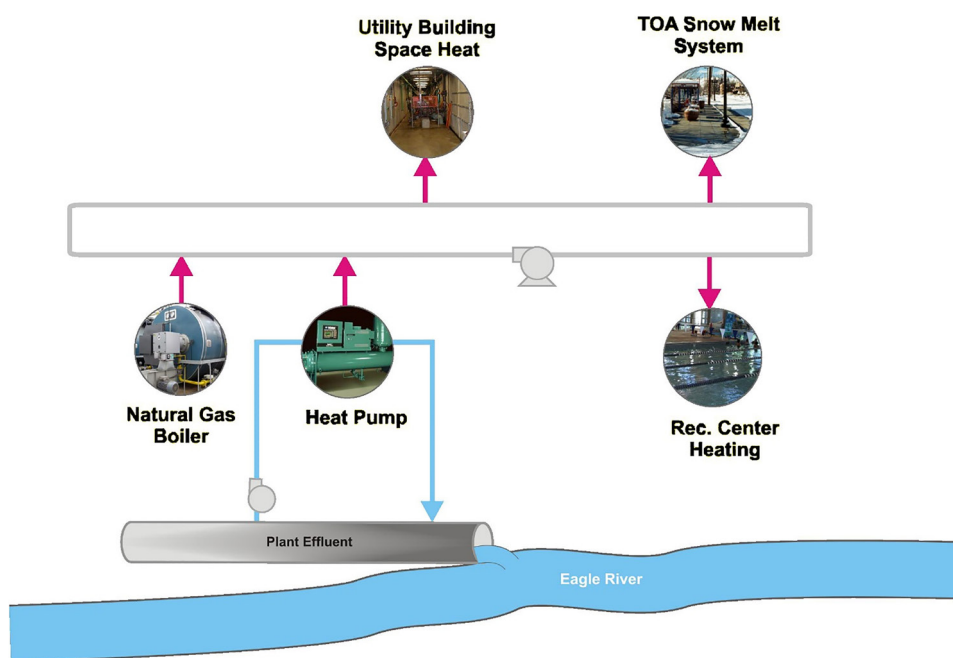 Utility Building
Space Heat
TOA Snow Melt
System
Natural Gas
Boiler
Heat Pump
Rec. Center
Heating
Plant Effluent
Eagle River